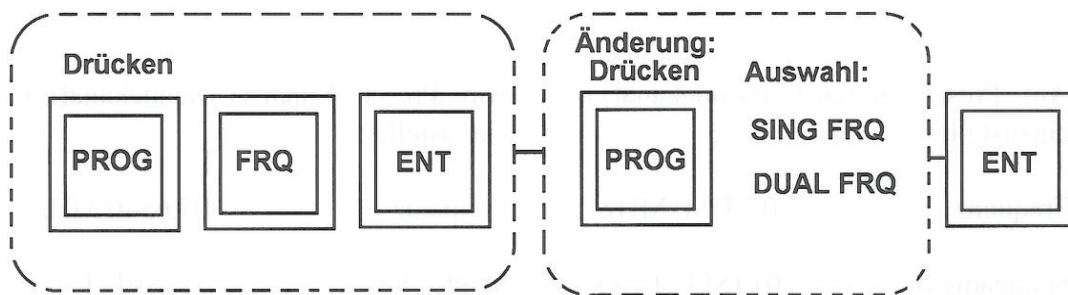 Drücken
PROG
FRQ
ENT
Änderung:
Drücken
PROG
Auswahl:
SING FRQ
DUAL FRQ
ENT